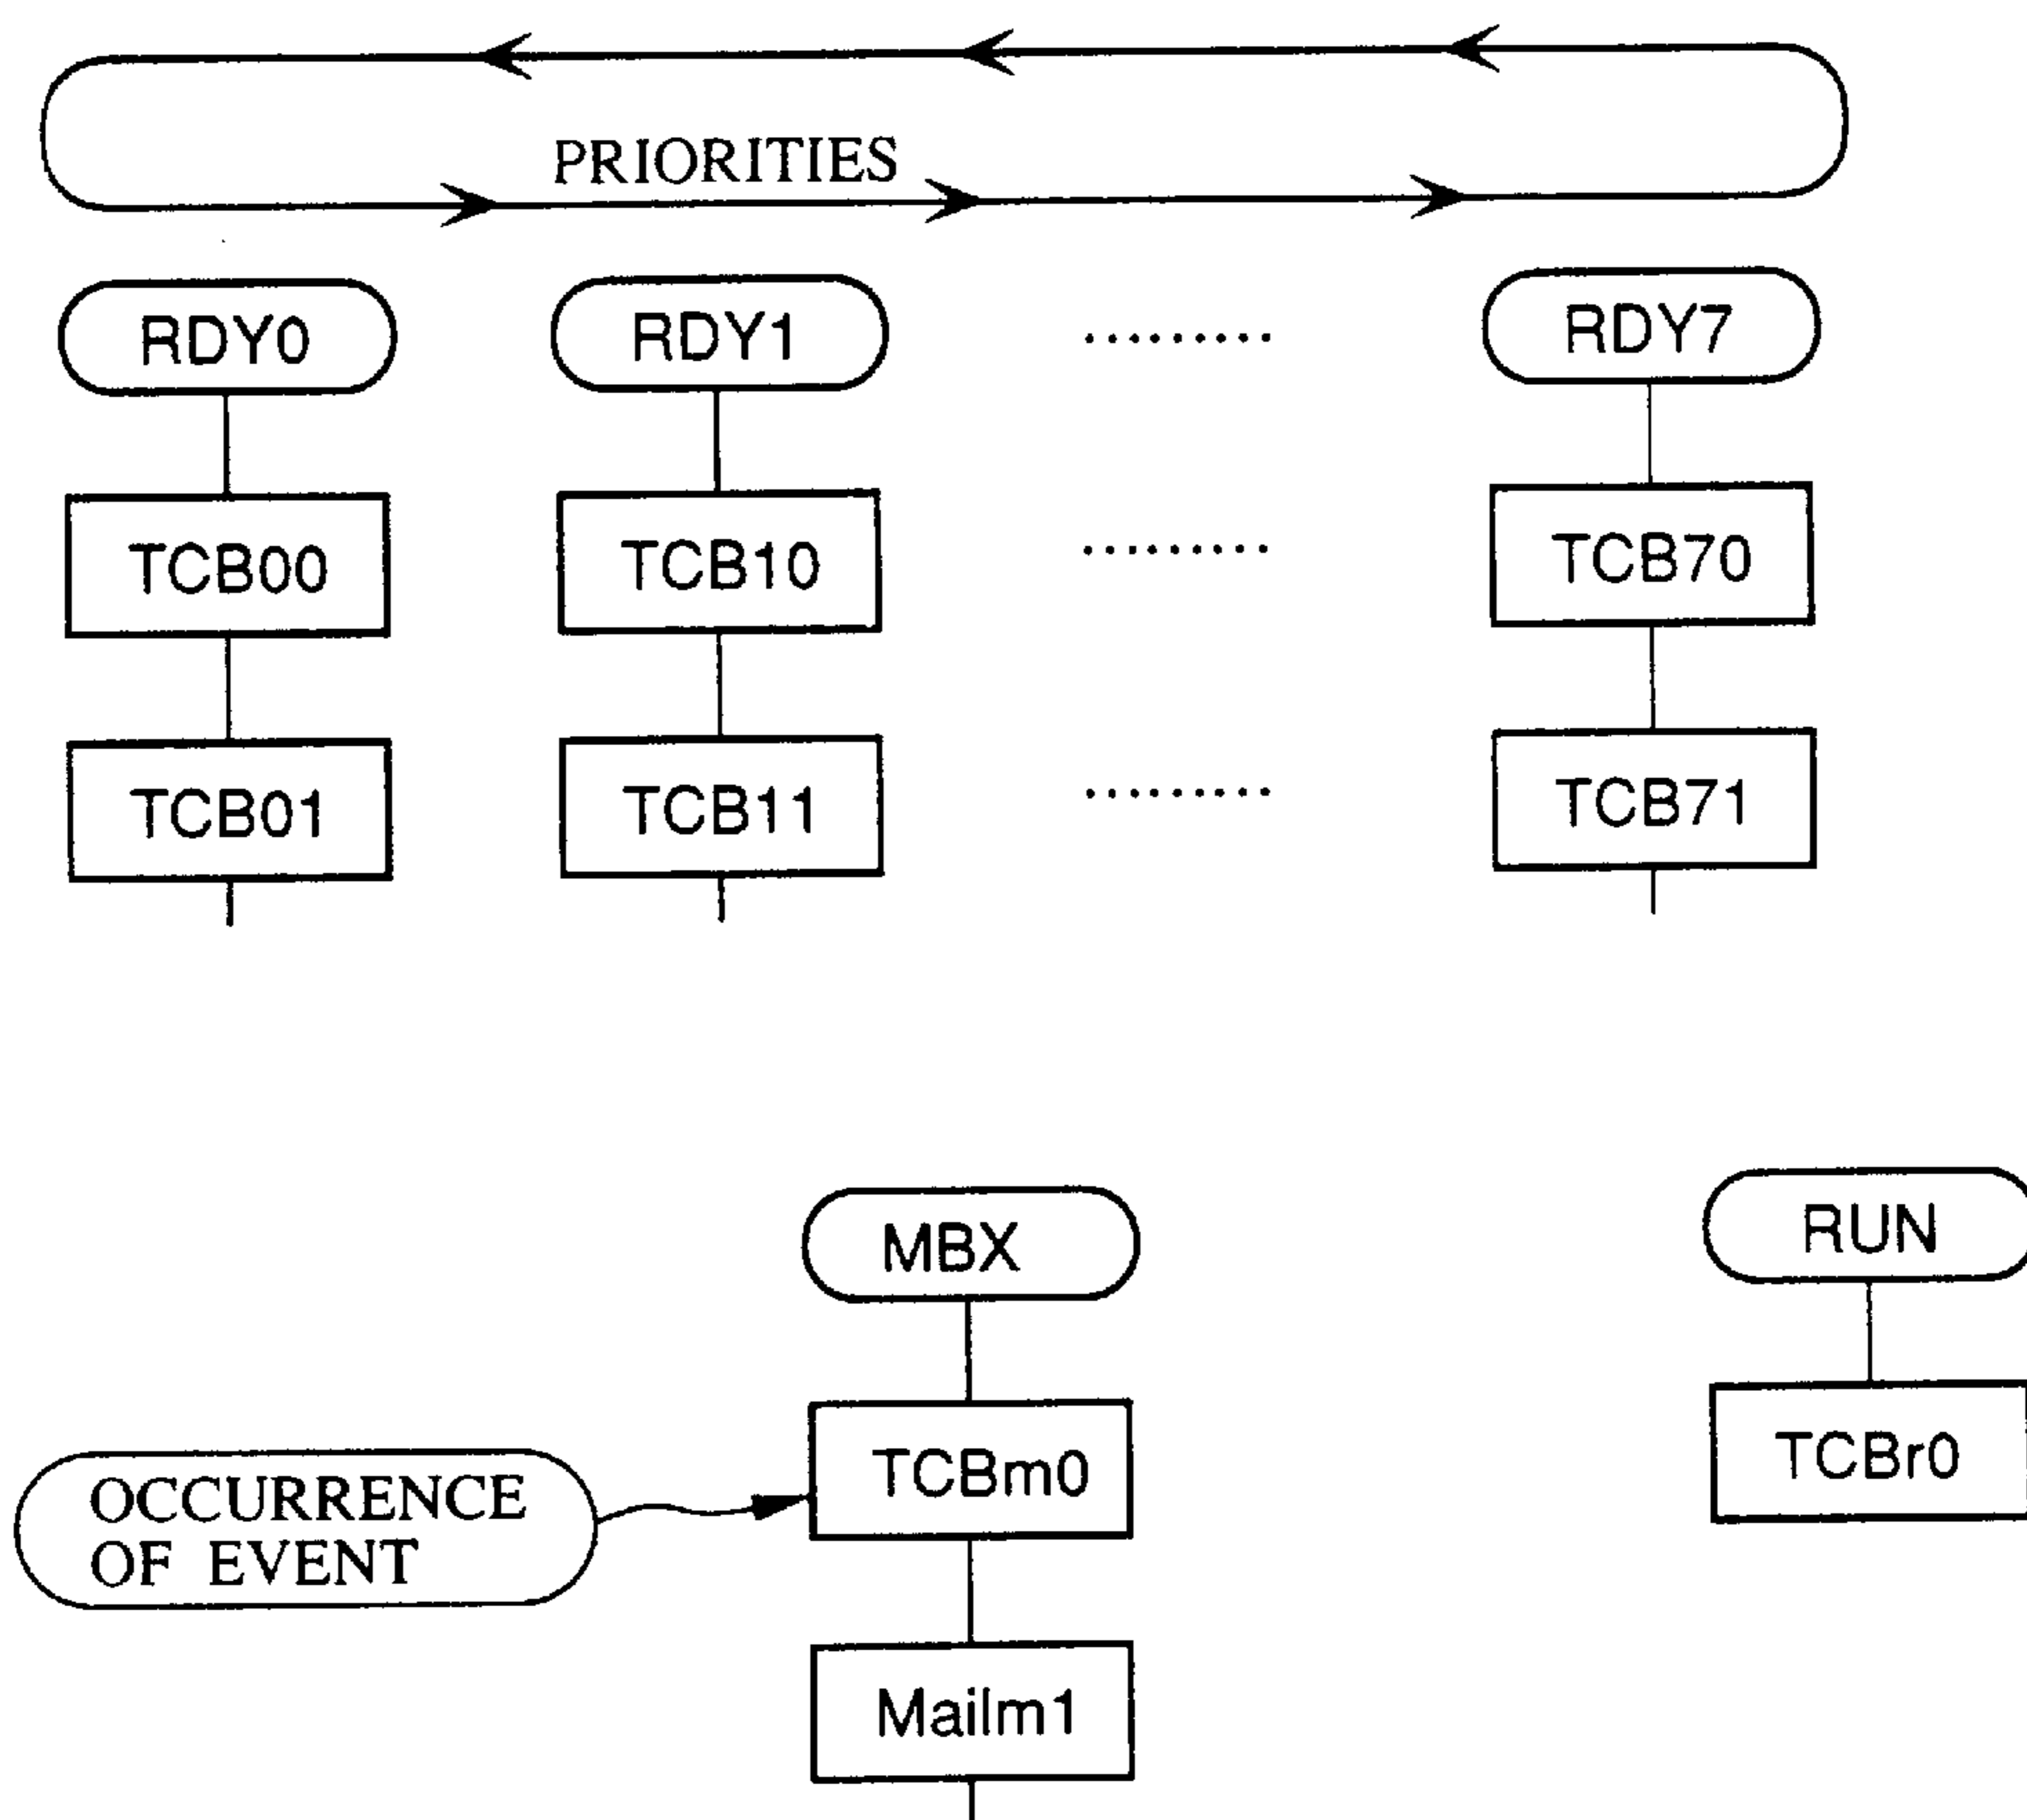 PRIORITIES
RDY0 RDY1 ......... RDY7
TCB00 TCB10 ......... TCB70
TCB01 TCB11 ......... TCB71
MBX RUN
TCBm0 TCBr0
OCCURRENCE
OF EVENT
Mailm1